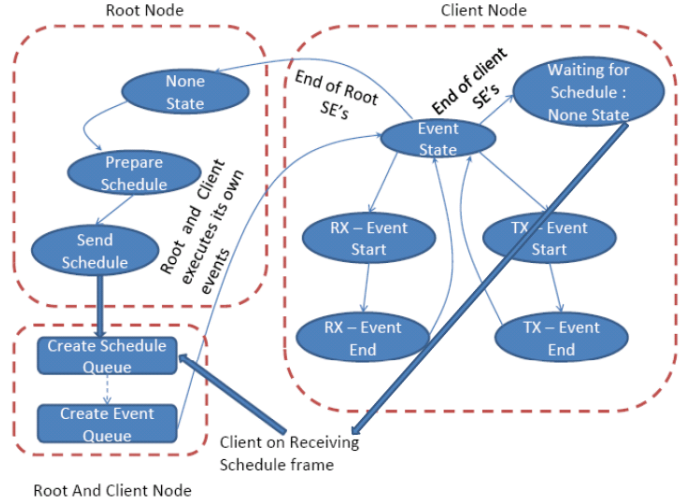 Root Node
Client Node
None
State
Prepare
Schedule
Send
Schedule
End of Root
SE's
End of client
SE's
Waiting for
Schedule :
None State
Event
State
Root and Client
executes its own
events
RX – Event
Start
TX – Event
Start
RX – Event
End
TX – Event
End
Create Schedule
Queue
Create Event
Queue
Client on Receiving
Schedule frame
Root And Client Node